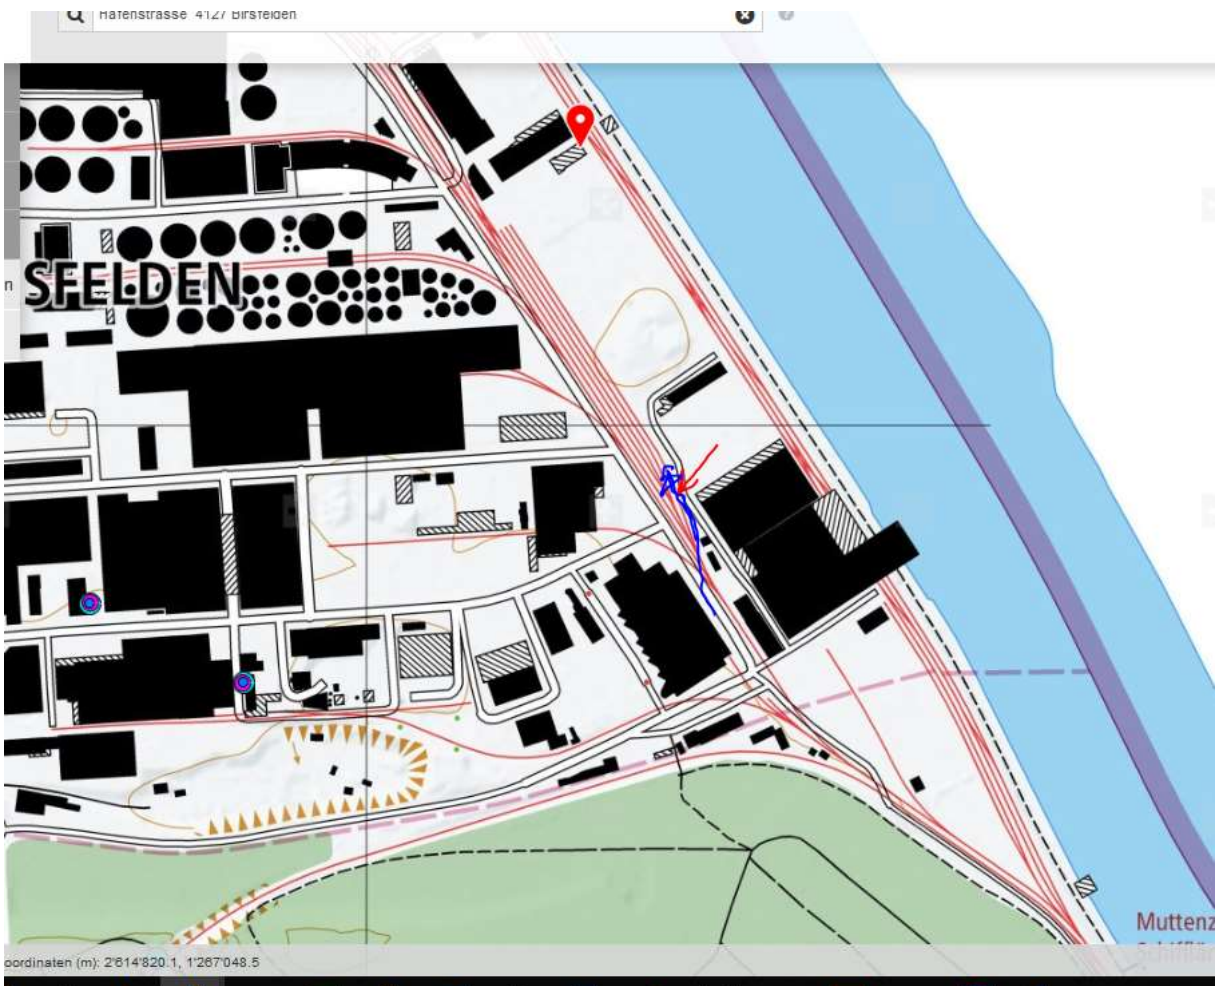 Hafenstrasse 4127 Birsfelden
n
SFELDEN
Muttenz
oordinaten (m): 2'614'820.1, 1'267'048.5